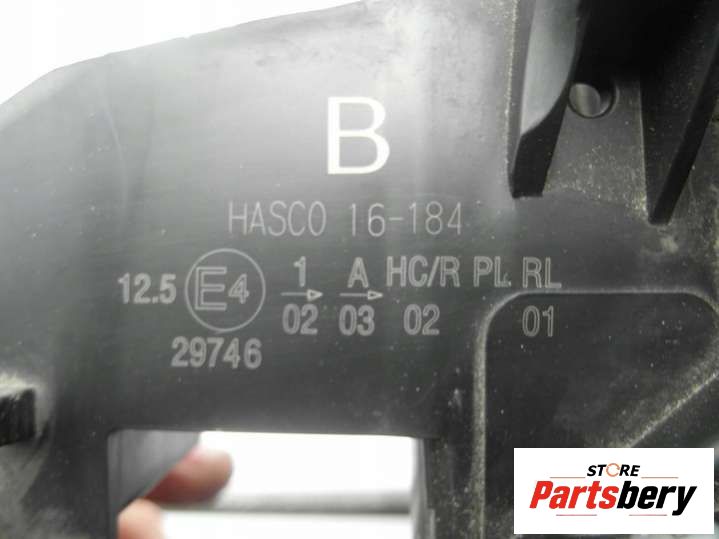 B
HASCO 16-184
12.5 E4 1 A HC/R PL RL
02 03 02 01
29746
STORE
Partsbery